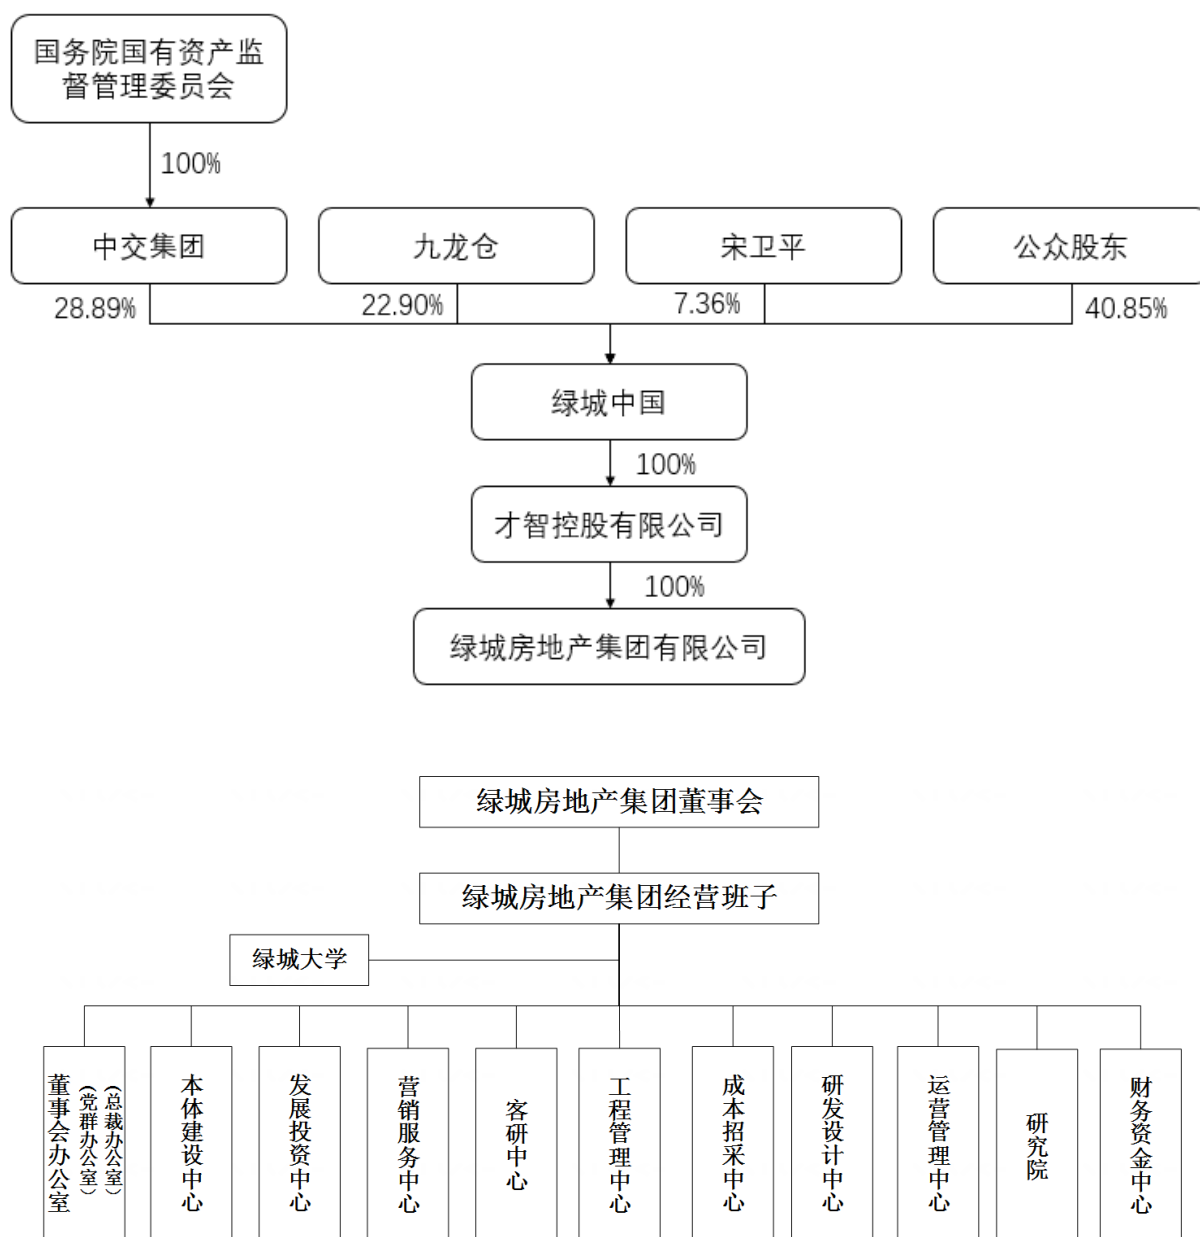 国务院国有资产监
督管理委员会
100%
中交集团
九龙仓
宋卫平
公众股东
28.89%
22.90%
7.36%
40.85%
绿城中国
100%
才智控股有限公司
100%
绿城房地产集团有限公司
绿城房地产集团董事会
绿城房地产集团经营班子
绿城大学
董事会办公室
(党群办公室)
(总裁办公室)
本体建设中心
发展投资中心
营销服务中心
客研中心
工程管理中心
成本招采中心
研发设计中心
运营管理中心
研究院
财务资金中心